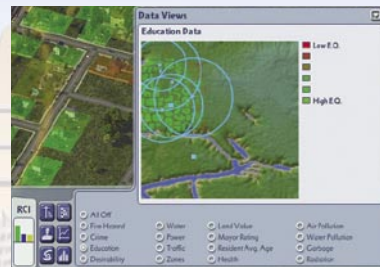 Data Views
Education Data
Low E.Q.
High E.Q.
RCI
All Off
Fire Hazard
Crime
Education
Desirability
Water
Power
Traffic
Zones
Land Value
Mayor Rating
Resident Avg. Age
Health
Air Pollution
Water Pollution
Garbage
Radiation